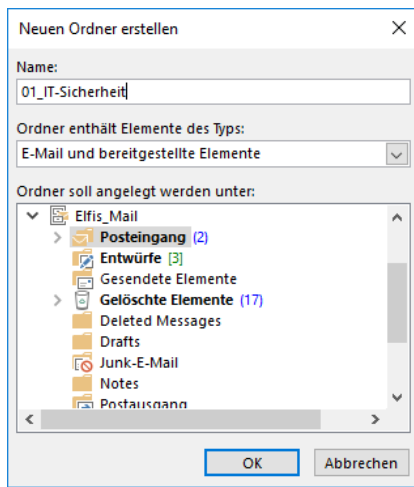 Neuen Ordner erstellen
Name:
01_IT-Sicherheit
Ordner enthält Elemente des Typs:
E-Mail und bereitgestellte Elemente
Ordner soll angelegt werden unter:
Elfis_Mail
Posteingang (2)
Entwürfe [3]
Gesendete Elemente
Gelöschte Elemente (17)
Deleted Messages
Drafts
Junk-E-Mail
Notes
Postausgang
OK Abbrechen